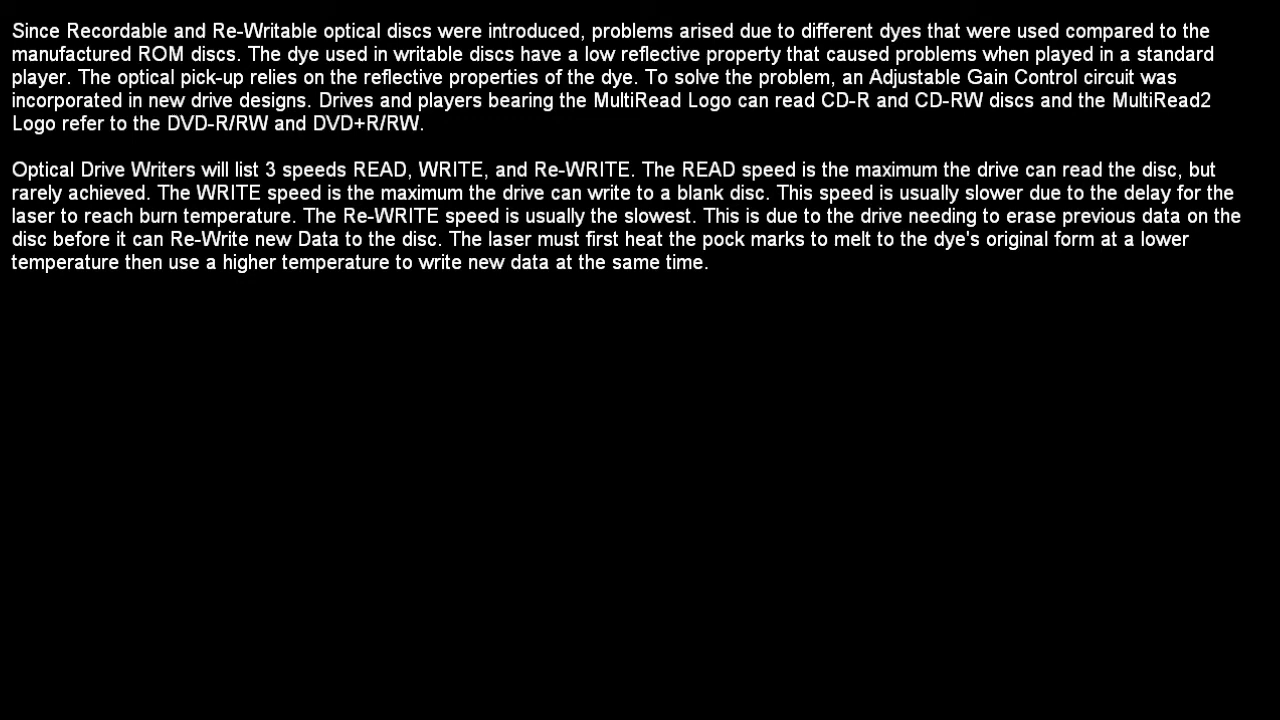 Since Recordable and Re-Writable optical discs were introduced, problems arised due to different dyes that were used compared to the
manufactured ROM discs. The dye used in writable discs have a low reflective property that caused problems when played in a standard
player. The optical pick-up relies on the reflective properties of the dye. To solve the problem, an Adjustable Gain Control circuit was
incorporated in new drive designs. Drives and players bearing the MultiRead Logo can read CD-R and CD-RW discs and the MultiRead2
Logo refer to the DVD-R/RW and DVD+R/RW.
Optical Drive Writers will list 3 speeds READ, WRITE, and Re-WRITE. The READ speed is the maximum the drive can read the disc, but
rarely achieved. The WRITE speed is the maximum the drive can write to a blank disc. This speed is usually slower due to the delay for the
laser to reach burn temperature. The Re-WRITE speed is usually the slowest. This is due to the drive needing to erase previous data on the
disc before it can Re-Write new Data to the disc. The laser must first heat the pock marks to melt to the dye's original form at a lower
temperature then use a higher temperature to write new data at the same time.